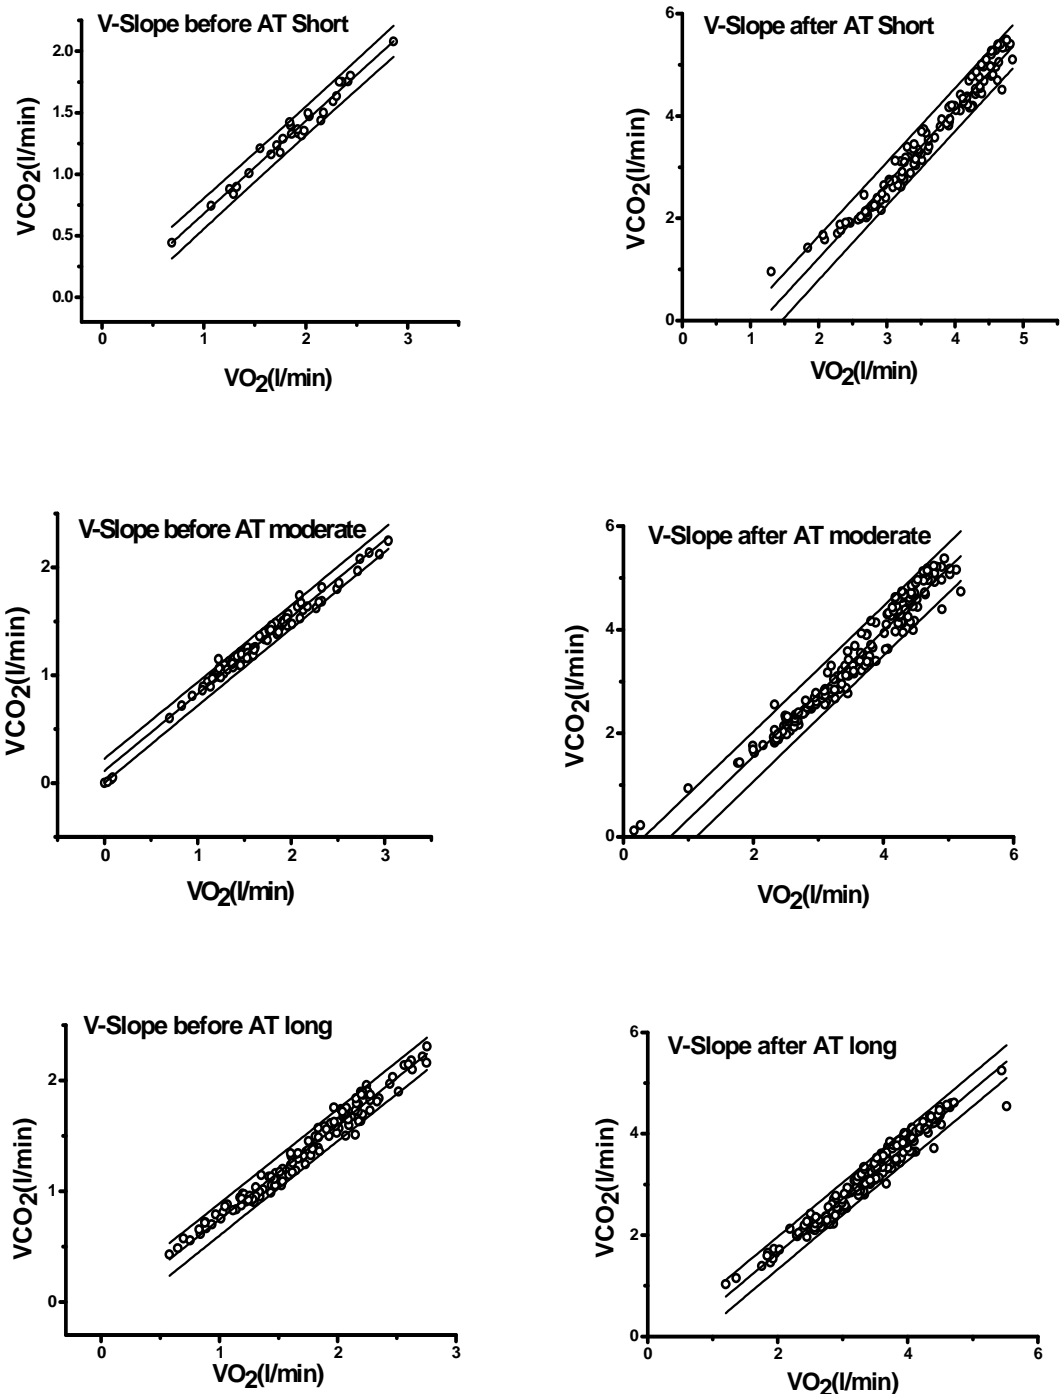 V-Slope before AT Short
2.0
1.5
1.0
0.5
0.0
VCO2(l/min)
0 1 2 3
VO2(l/min)
V-Slope after AT Short
6
4
2
0
VCO2(l/min)
0 1 2 3 4 5
VO2(l/min)
V-Slope before AT moderate
2
1
0
VCO2(l/min)
0 1 2 3
VO2(l/min)
V-Slope after AT moderate
6
4
2
0
VCO2(l/min)
0 2 4 6
VO2(l/min)
V-Slope before AT long
2
1
0
VCO2(l/min)
0 1 2 3
VO2(l/min)
V-Slope after AT long
6
4
2
0
VCO2(l/min)
0 2 4 6
VO2(l/min)